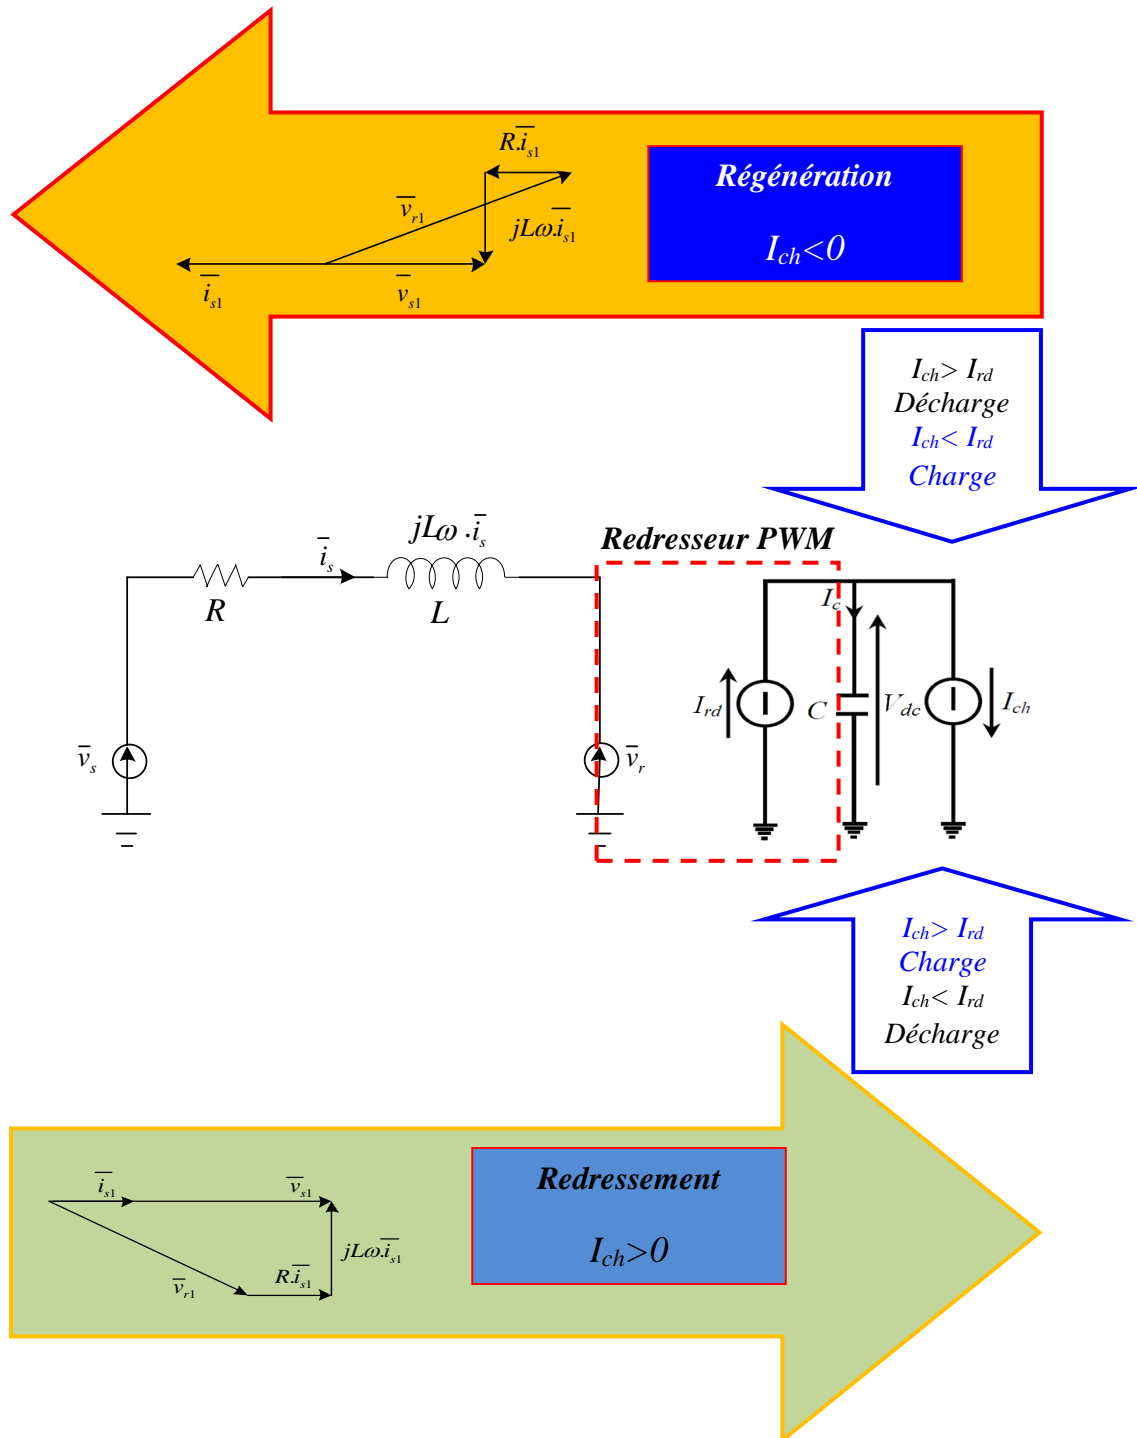 R.i̅s1
Régénération
v̅r1
jLω.i̅s1
Ich<0
i̅s1
v̅s1
Ich> Ird
Décharge
Ich< Ird
Charge
jLω .i̅s
Redresseur PWM
i̅s
R
L
Ic
Ird
C
Vdc
Ich
v̅s
v̅r
Ich> Ird
Charge
Ich< Ird
Décharge
i̅s1
v̅s1
Redressement
jLω.i̅s1
Ich>0
R.i̅s1
v̅r1